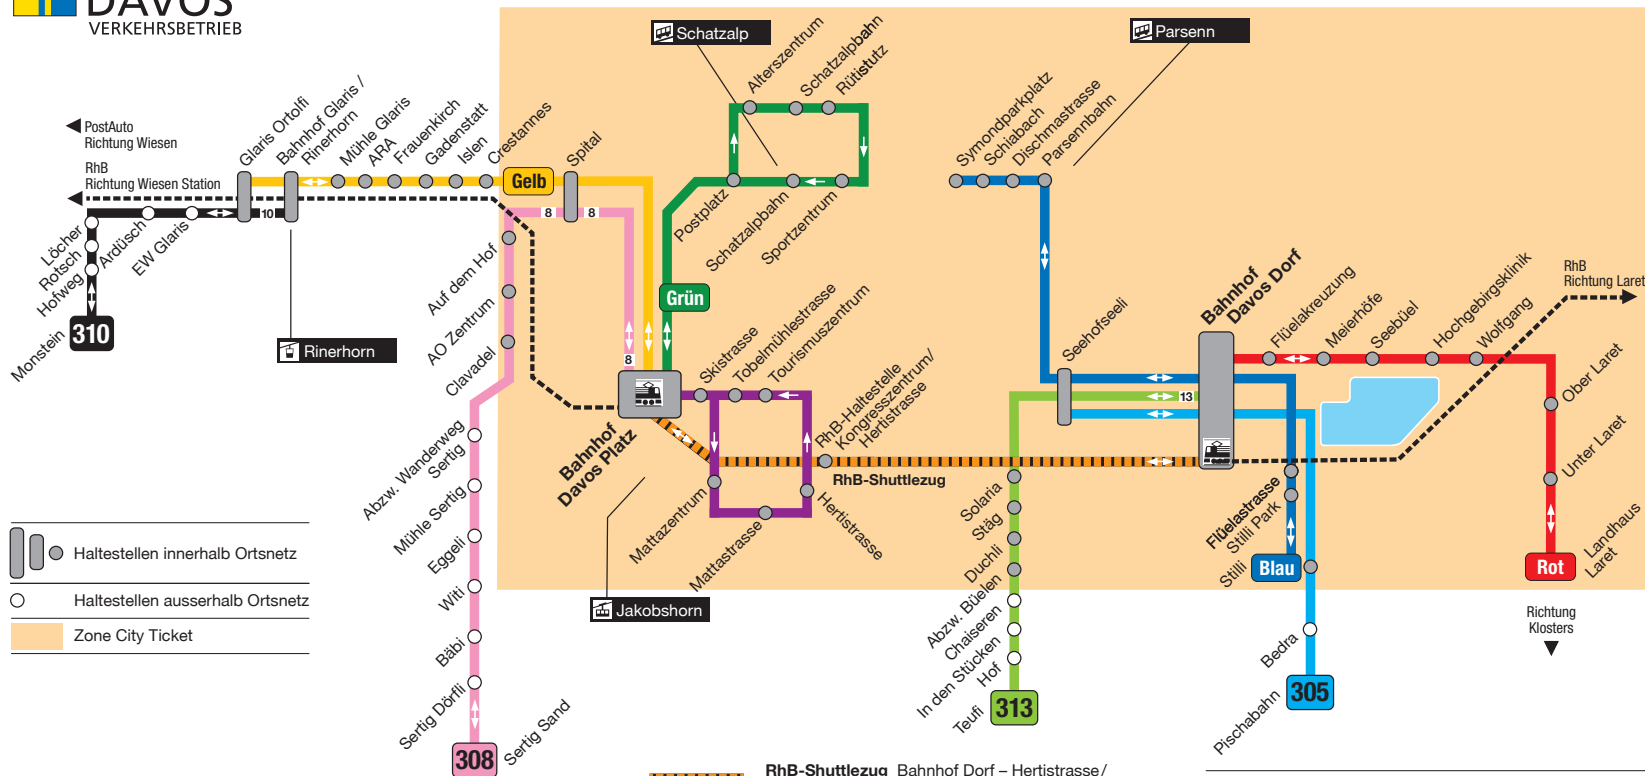 DAVOS
VERKEHRSBETRIEB
Schatzalp
Parsenn
PostAuto
Richtung Wiesen
RhB
Richtung Wiesen Station
Glaris Ortolfi
Bahnhof Glaris /
Rinerhorn
Mühle Glaris
ARA
Frauenkirch
Gadenstatt
Islen
Crestannes
Gelb
Spital
Alterszentrum
Schatzalpbahn
Rütistutz
Postplatz
Schatzalpbahn
Sportzentrum
Symondparkplatz
Schiabach
Dischmastrasse
Parsennbahn
10
8
8
8
Löcher
Rotsch
Hofweg
Ardüsch
EW Glaris
Monstein
310
Rinerhorn
Auf dem Hof
AO Zentrum
Clavadel
Abzw. Wanderweg
Sertig
Mühle Sertig
Eggeli
Witi
Bäbi
Sertig Dörfli
Sertig Sand
308
Grün
Bahnhof
Davos Platz
Skistrasse
Tobelmühlestrasse
Tourismuszentrum
RhB-Haltestelle
Kongresszentrum/
Hertistrasse
RhB-Shuttlezug
Mattazentrum
Mattastrasse
Hertistrasse
Jakobshorn
Seehofseeli
Bahnhof
Davos Dorf
13
Flüelakreuzung
Meierhöfe
Seebüel
Hochgebirgsklinik
Wolfgang
RhB
Richtung Laret
Ober Laret
Unter Laret
Landhaus
Laret
Rot
Richtung
Klosters
Solaria
Stäg
Duchli
Abzw. Büelen
Chaiseren
In den Stücken
Hof
Teufi
313
Flüelastrasse
Stilli Park
Stilli
Blau
Bedra
Pischabahn
305
Haltestellen innerhalb Ortsnetz
Haltestellen ausserhalb Ortsnetz
Zone City Ticket
RhB-Shuttlezug Bahnhof Dorf – Hertistrasse/